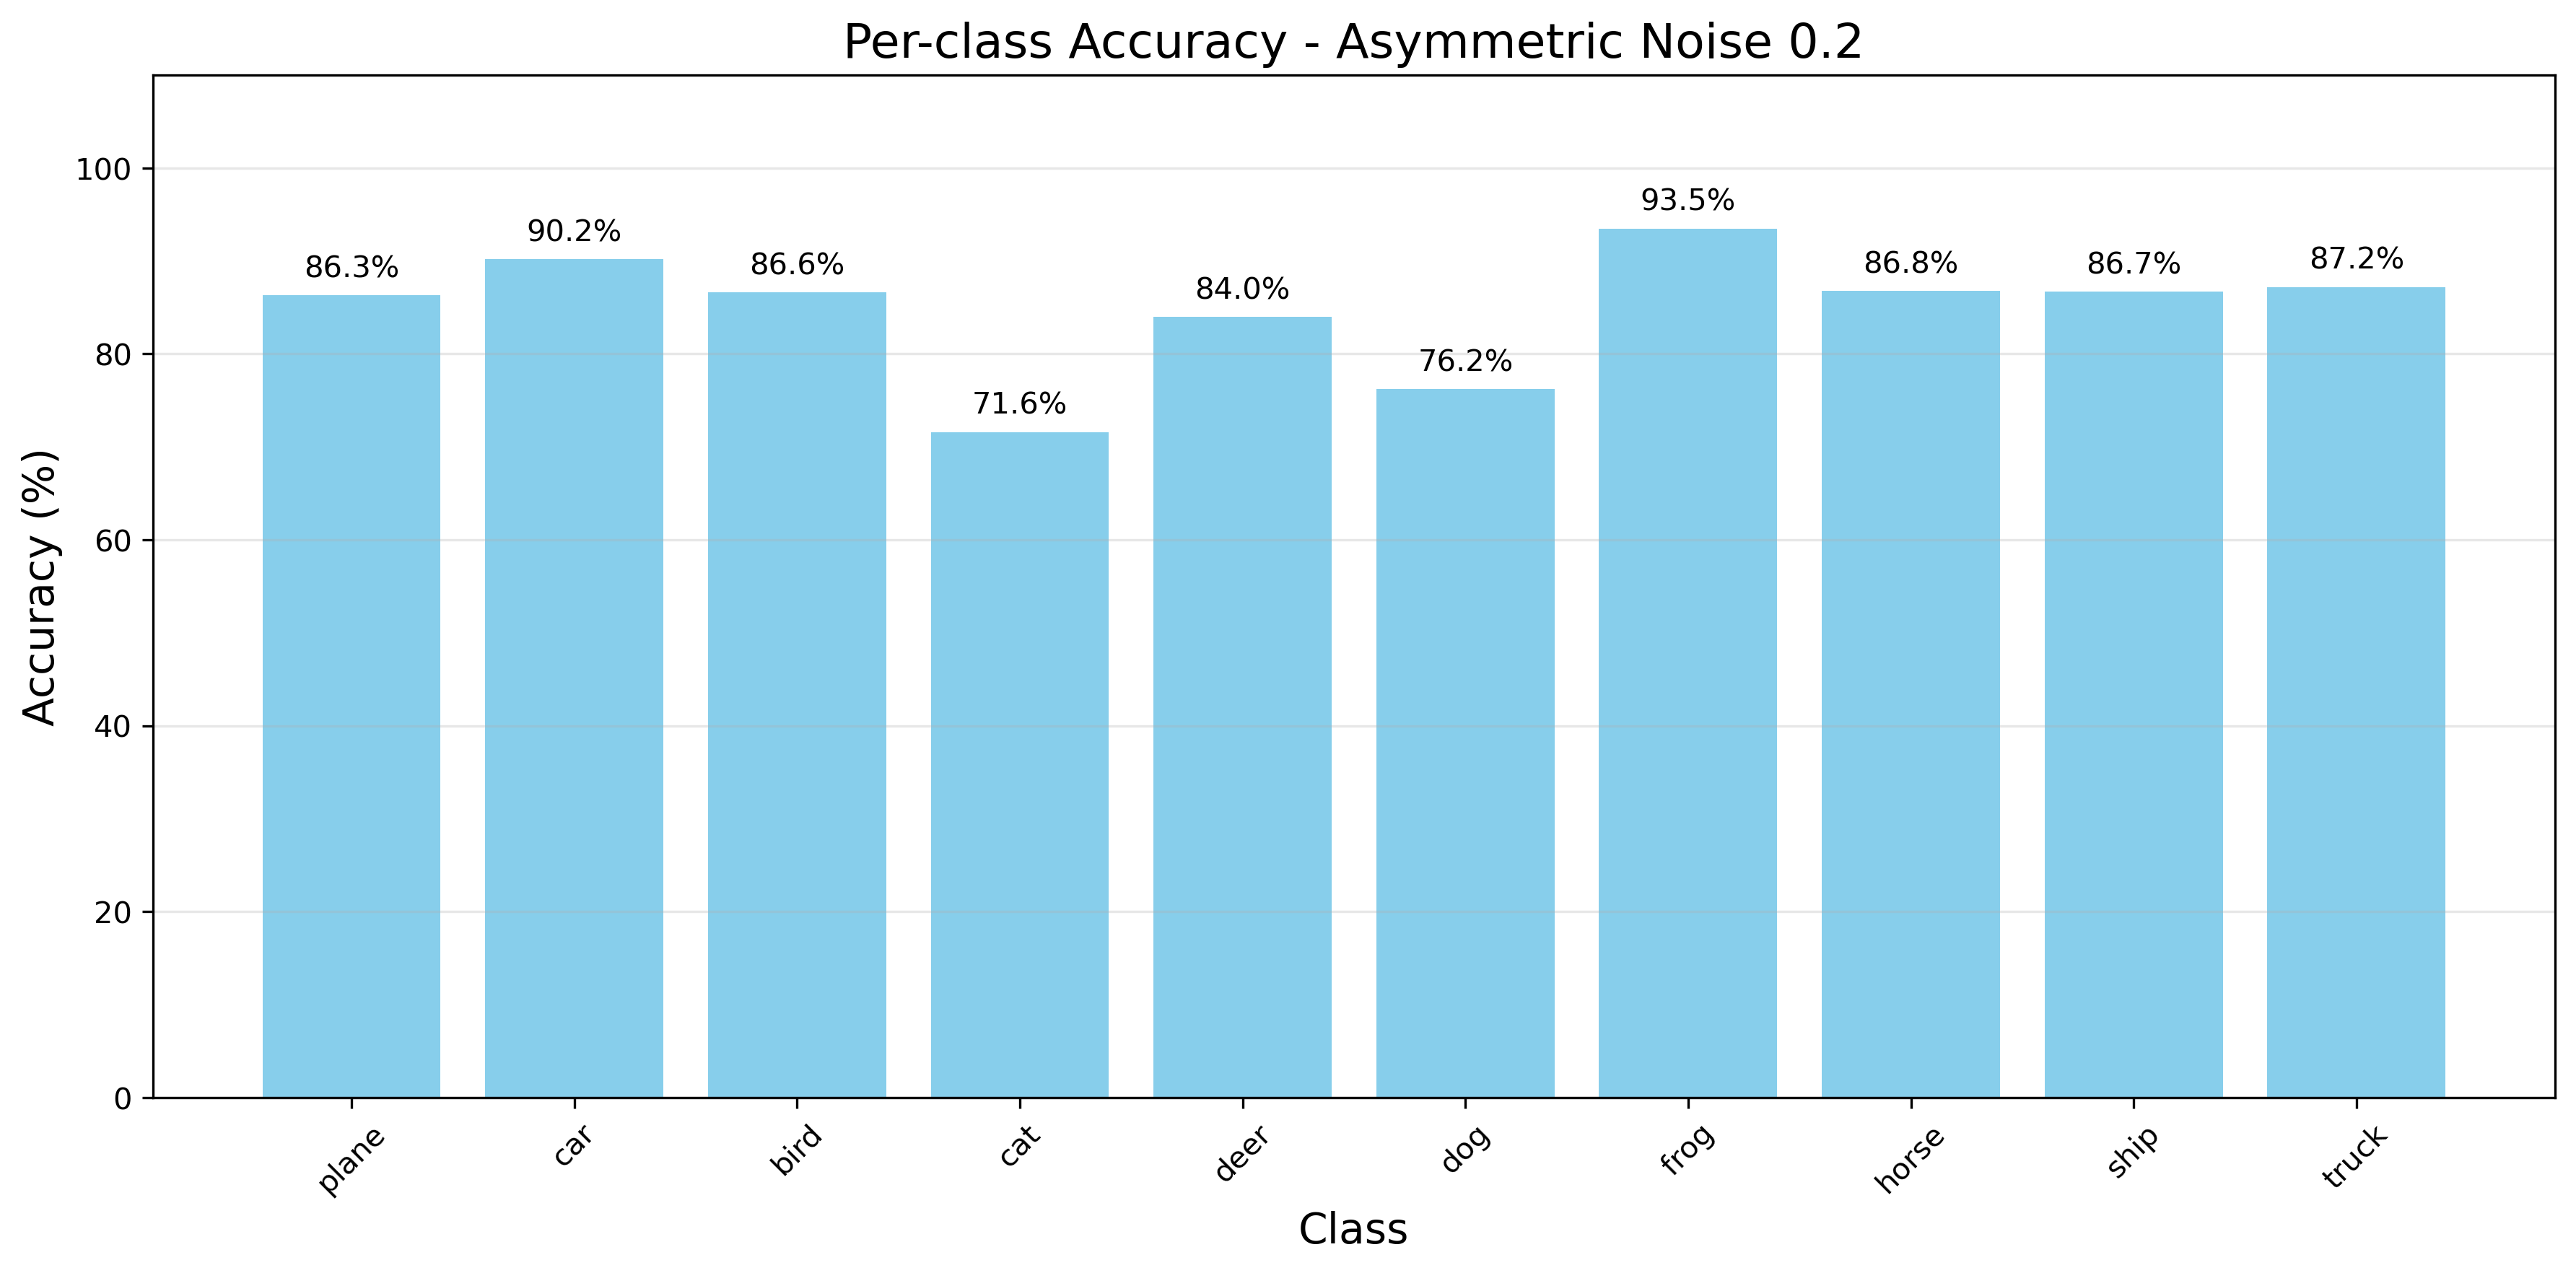 Per-class Accuracy - Asymmetric Noise 0.2
Accuracy (%)
100
80
60
40
20
0
86.3%
90.2%
86.6%
71.6%
84.0%
76.2%
93.5%
86.8%
86.7%
87.2%
plane
car
bird
cat
deer
dog
frog
horse
ship
truck
Class